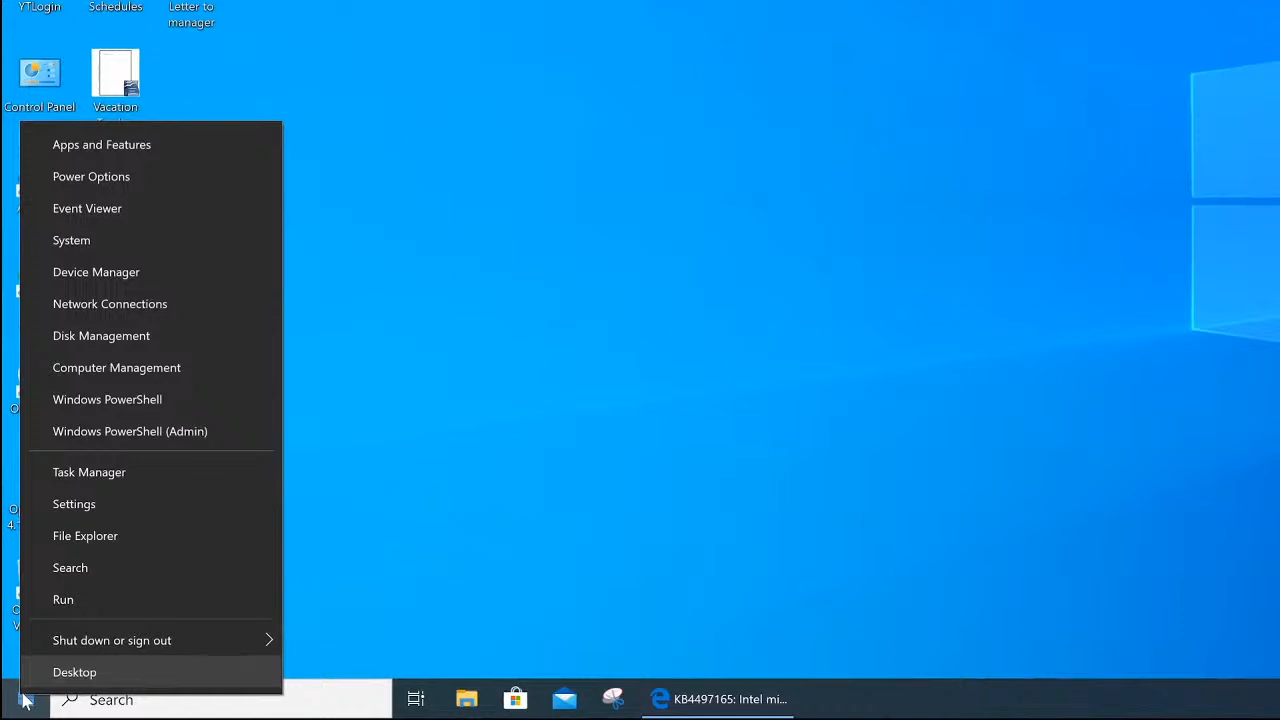 YTLogin
Schedules
Letter to
manager
Control Panel
Vacation
Apps and Features
Power Options
Event Viewer
System
Device Manager
Network Connections
Disk Management
Computer Management
Windows PowerShell
Windows PowerShell (Admin)
Task Manager
Settings
File Explorer
Search
Run
Shut down or sign out
Desktop
Search
KB4497165: Intel mi...